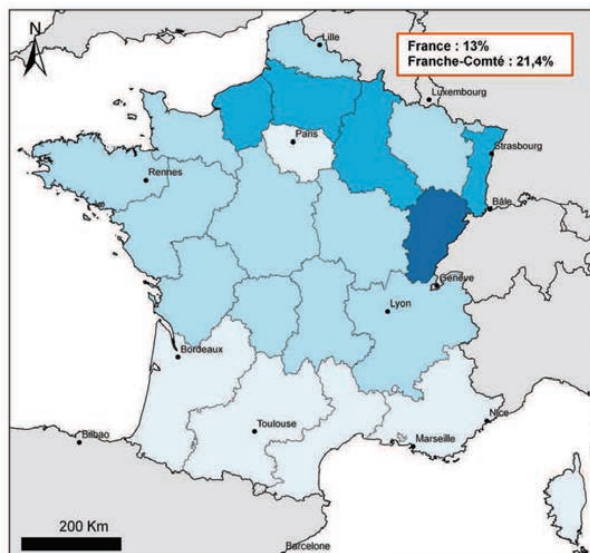 N
Lille
France : 13%
Franche-Comté : 21,4%
Luxembourg
Paris
Strasbourg
Rennes
Bâle
Genève
Lyon
Bordeaux
Toulouse
Nice
Marseille
Bilbao
200 Km
Barcelone